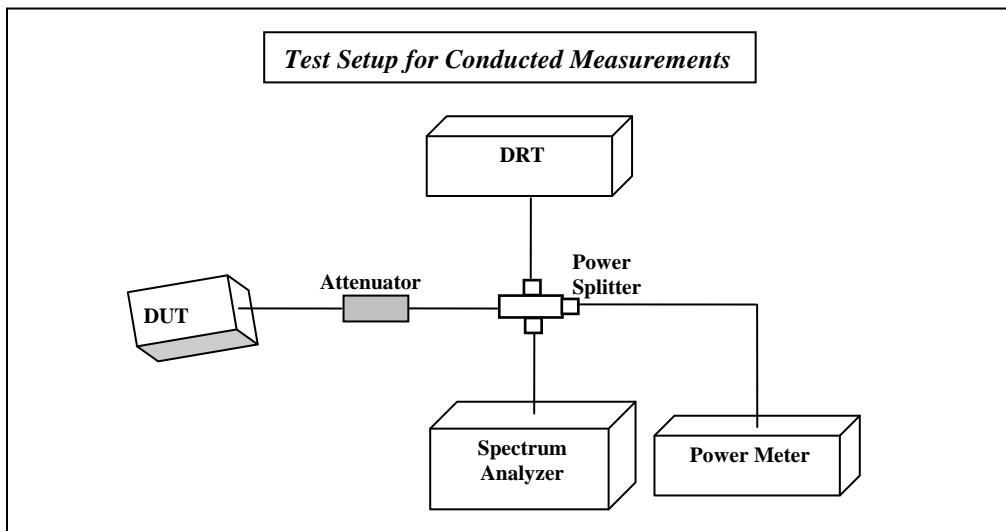 Test Setup for Conducted Measurements
DRT
Power
Splitter
Attenuator
DUT
Spectrum
Analyzer
Power Meter